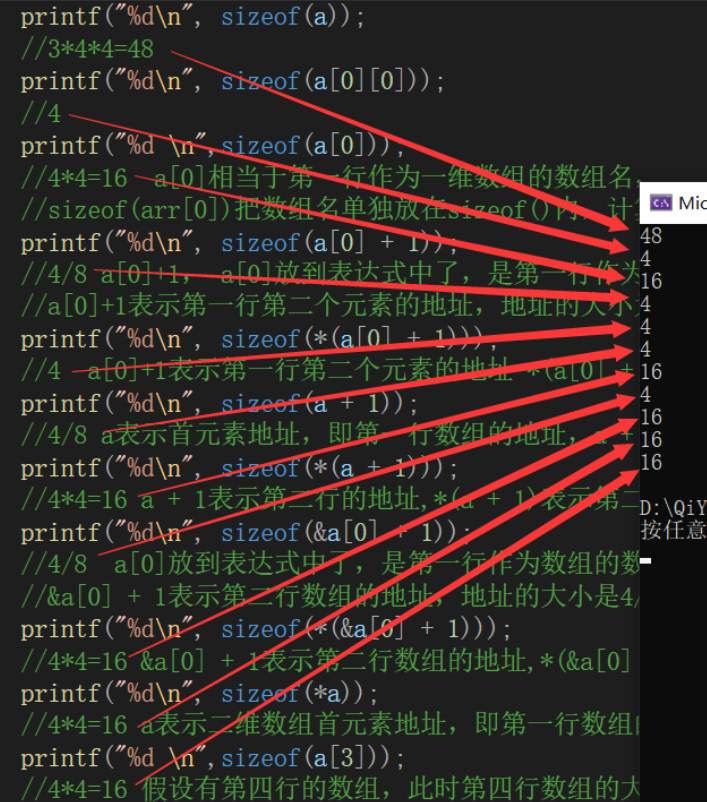 printf("%d\n", sizeof(a));
//3*4*4=48
printf("%d\n", sizeof(a[0][0]));
//4
printf("%d \n",sizeof(a[0]));
//4*4=16 a[0]相当于第一行作为一维数组的数组名,
//sizeof(arr[0])把数组名单独放在sizeof()内, 计
printf("%d\n", sizeof(a[0] + 1));
//4/8 a[0]+1, a[0]放到表达式中了, 是第一行作为
//a[0]+1表示第一行第二个元素的地址, 地址的大小
printf("%d\n", sizeof(*(a[0] + 1)));
//4 a[0]+1表示第一行第二个元素的地址 *(a[0] +
printf("%d\n", sizeof(a + 1));
//4/8 a表示首元素地址, 即第一行数组的地址, a +
printf("%d\n", sizeof(*(a + 1)));
//4*4=16 a + 1表示第二行的地址,*(a + 1)表示第二
printf("%d\n", sizeof(&a[0] + 1));
//4/8 a[0]放到表达式中了, 是第一行作为数组的数
//&a[0] + 1表示第二行数组的地址, 地址的大小是4/
printf("%d\n", sizeof(*(&a[0] + 1)));
//4*4=16 &a[0] + 1表示第二行数组的地址,*(&a[0]
printf("%d\n", sizeof(*a));
//4*4=16 a表示二维数组首元素地址, 即第一行数组
printf("%d \n",sizeof(a[3]));
//4*4=16 假设有第四行的数组, 此时第四行数组的大
Mic
48
4
16
4
4
4
16
4
16
16
16
D:\QiY
按任意